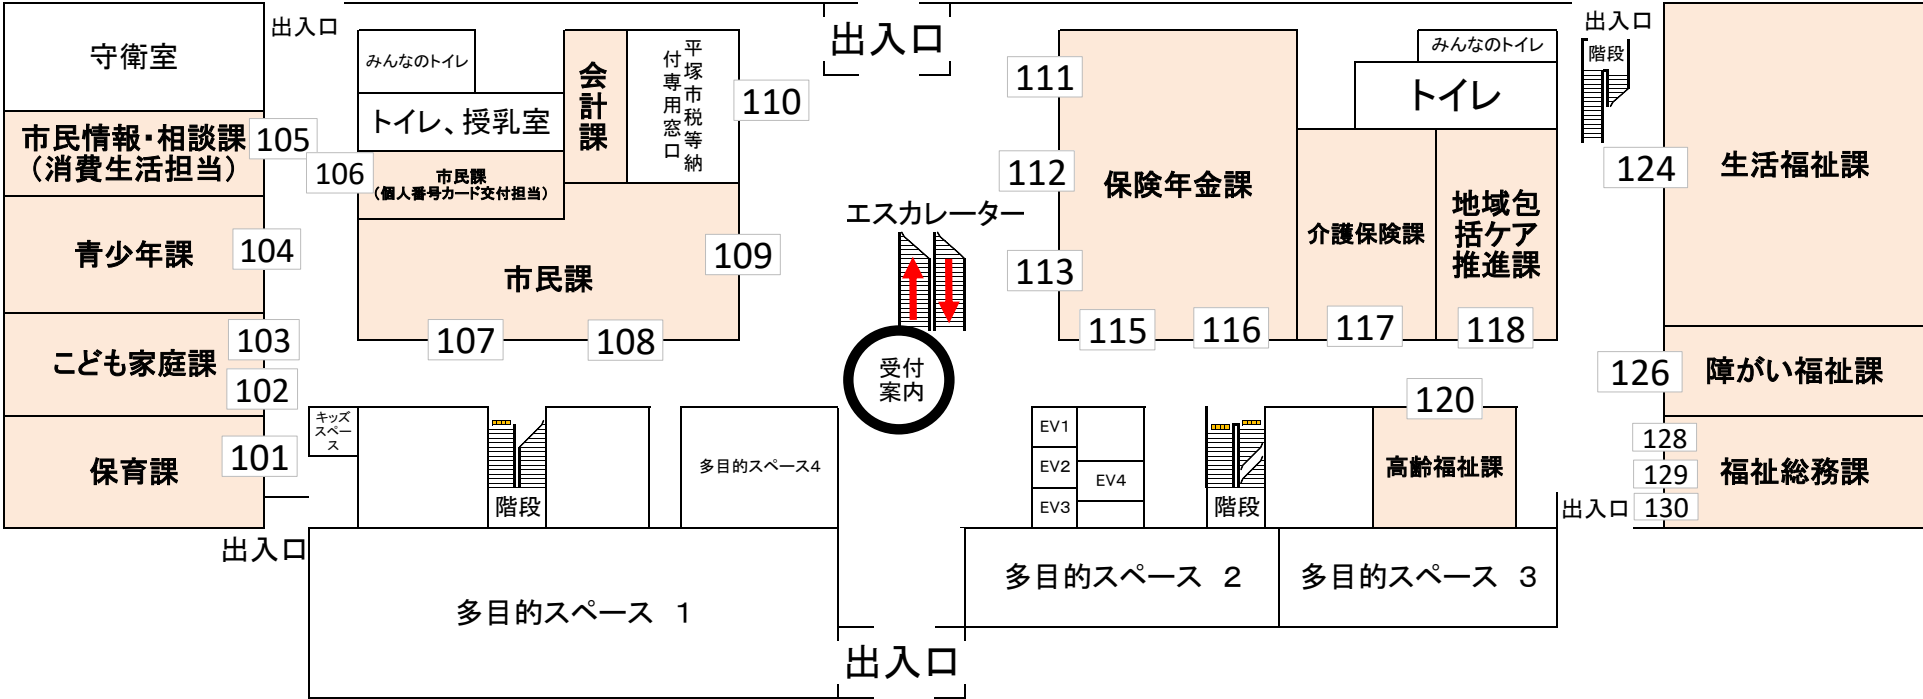 守衛室
出入口
市民情報・相談課
（消費生活担当）
105
青少年課
104
こども家庭課
103
102
保育課
101
出入口
みんなのトイレ
トイレ、授乳室
106
市民課
（個人番号カード交付担当）
会計課
平塚市税等納
付専用窓口
110
市民課
109
107
108
キッズ
スペー
ス
階段
多目的スペース4
多目的スペース　1
出入口
エスカレーター
受付
案内
出入口
111
112
113
保険年金課
115
116
みんなのトイレ
トイレ
介護保険課
117
地域包
括ケア
推進課
118
EV1
EV2
EV3
EV4
階段
120
高齢福祉課
多目的スペース　2
多目的スペース　3
出入口
階段
124
生活福祉課
126
障がい福祉課
128
129
130
福祉総務課
出入口